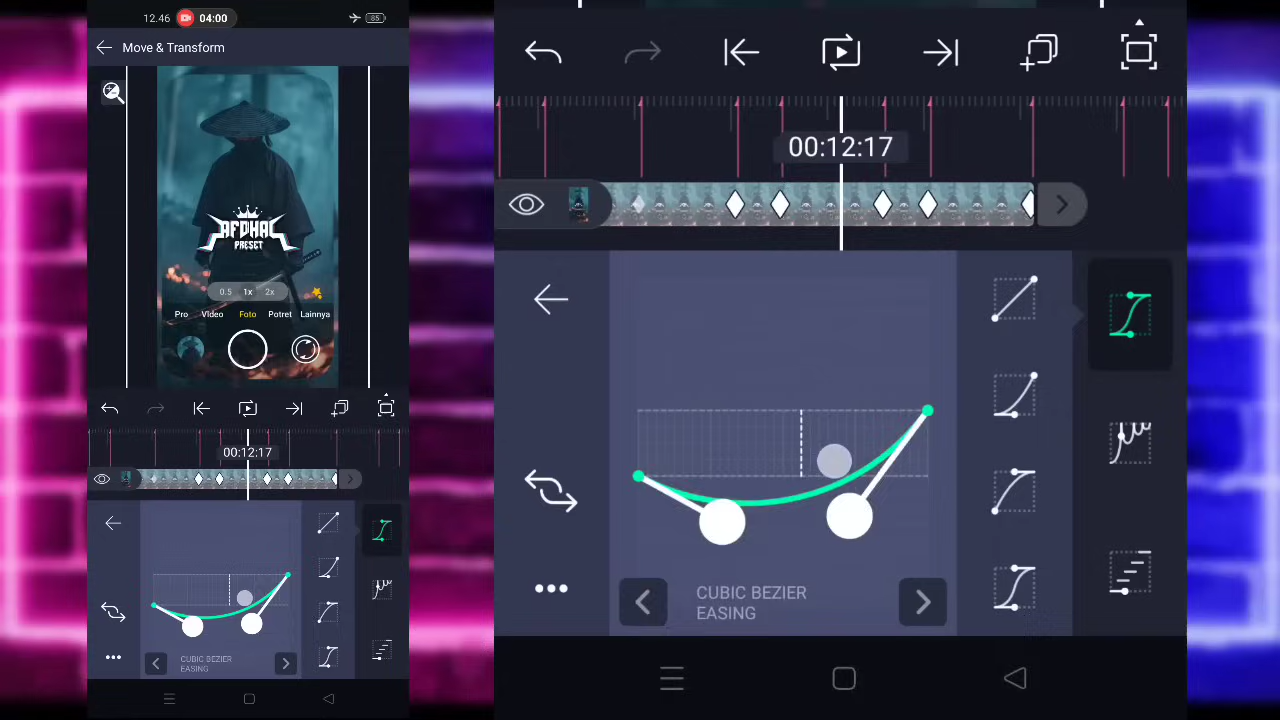 12.46
04:00
85
Move & Transform
AFDHAL
PRESET
0.5 1x 2x
Pro Video Foto Potret Lainnya
00:12:17
CUBIC BEZIER
EASING
00:12:17
CUBIC BEZIER
EASING